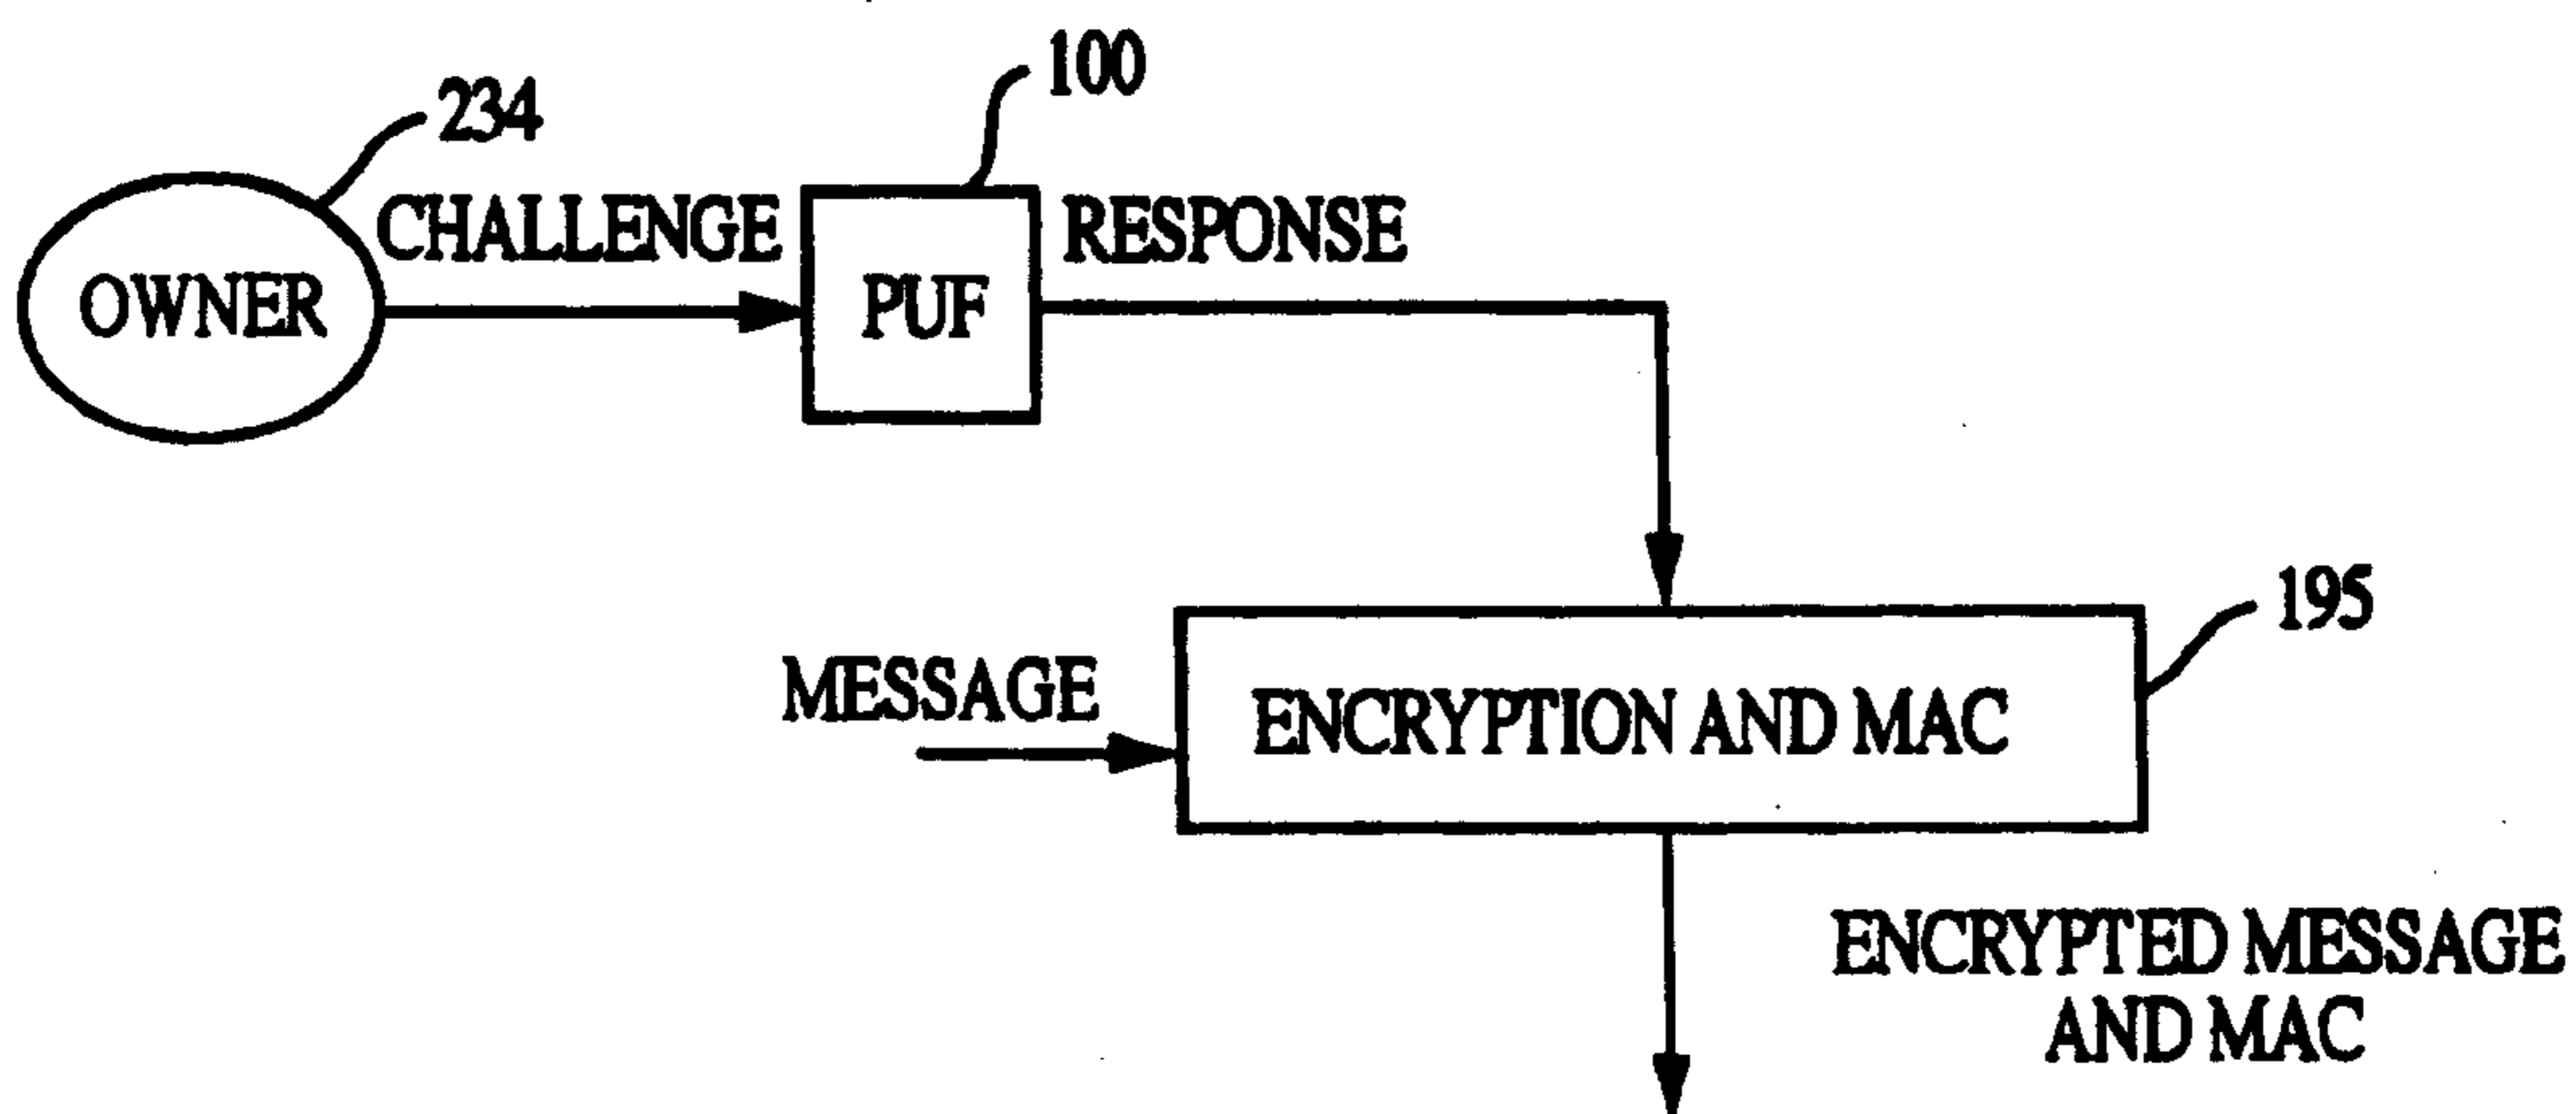 100
234
CHALLENGE
RESPONSE
OWNER
PUF
195
MESSAGE
ENCRYPTION AND MAC
ENCRYPTED MESSAGE
AND MAC